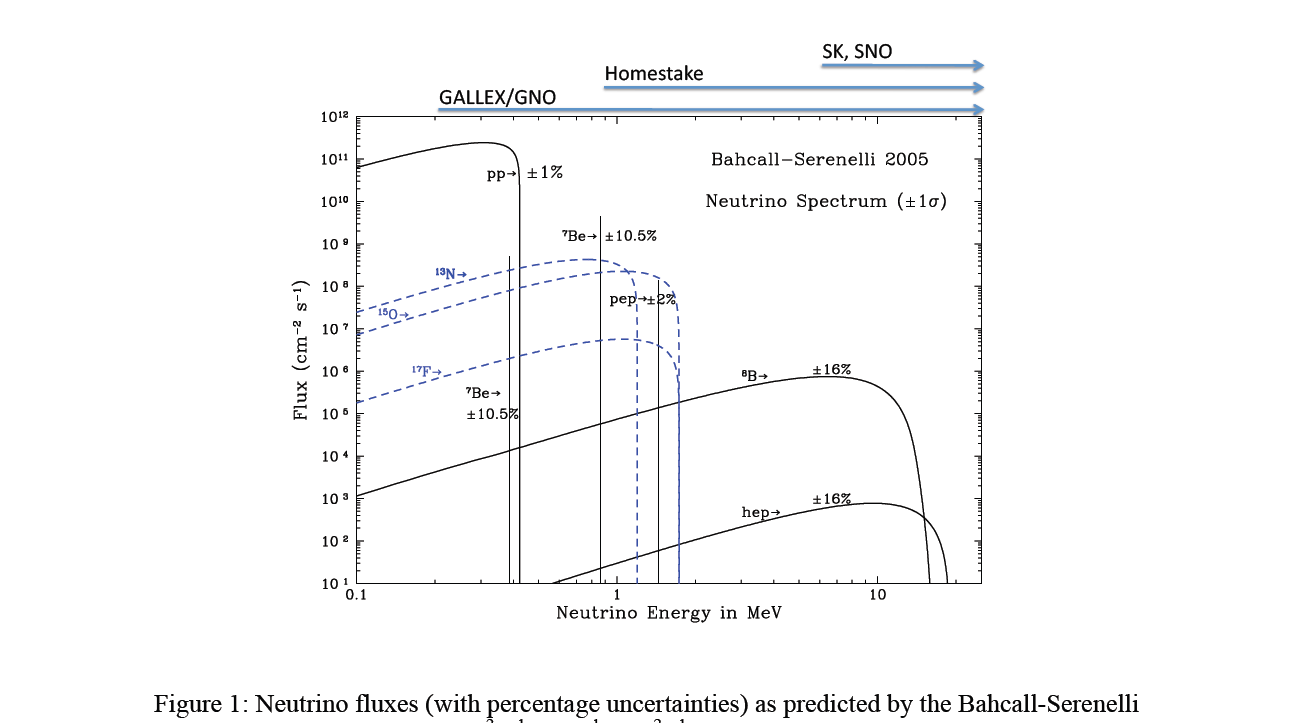 SK, SNO
Homestake
GALLEX/GNO
Bahcall-Serenelli 2005
Neutrino Spectrum (±1σ)
pp→ ±1%
⁷Be→ ±10.5%
¹³N→
pep→±2%
¹⁵O→
¹⁷F→
⁷Be→
±10.5%
⁸B→ ±16%
hep→ ±16%
Flux (cm⁻² s⁻¹)
10¹²
10¹¹
10¹⁰
10⁹
10⁸
10⁷
10⁶
10⁵
10⁴
10³
10²
10¹
0.1 1 10
Neutrino Energy in MeV
Figure 1: Neutrino fluxes (with percentage uncertainties) as predicted by the Bahcall-Serenelli